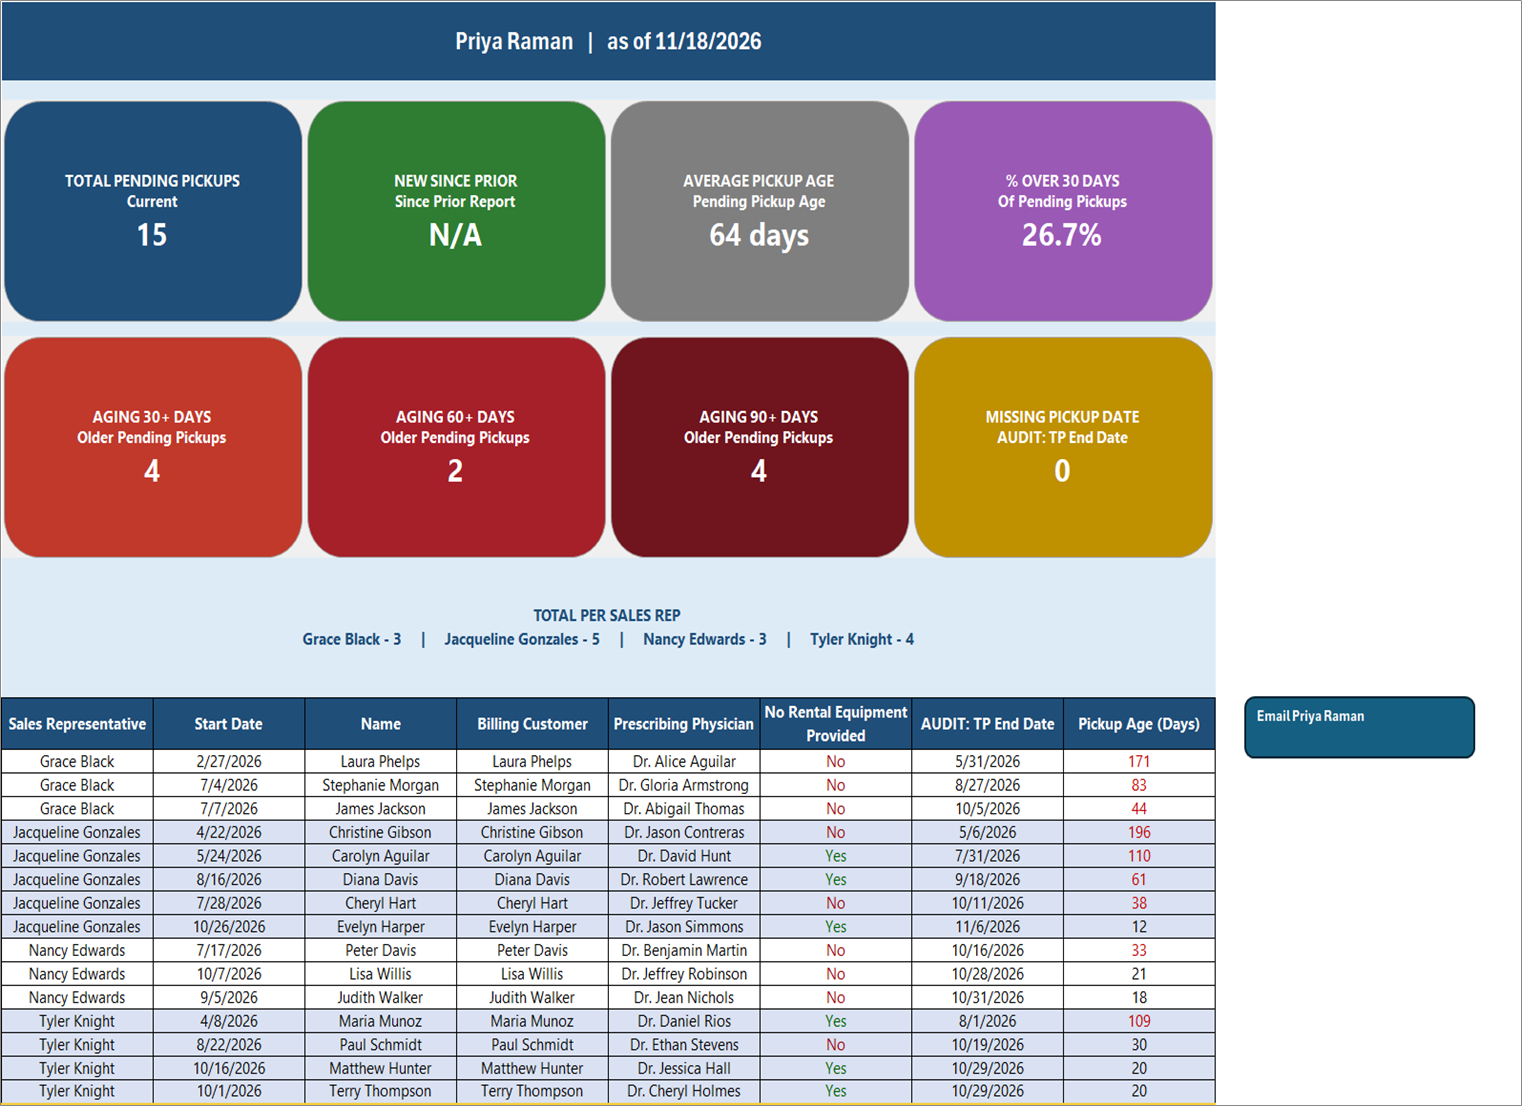 Priya Raman | as of 11/18/2026
TOTAL PENDING PICKUPS
Current
15
NEW SINCE PRIOR
Since Prior Report
N/A
AVERAGE PICKUP AGE
Pending Pickup Age
64 days
% OVER 30 DAYS
Of Pending Pickups
26.7%
AGING 30+ DAYS
Older Pending Pickups
4
AGING 60+ DAYS
Older Pending Pickups
2
AGING 90+ DAYS
Older Pending Pickups
4
MISSING PICKUP DATE
AUDIT: TP End Date
0
TOTAL PER SALES REP
Grace Black - 3 | Jacqueline Gonzales - 5 | Nancy Edwards - 3 | Tyler Knight - 4
Sales Representative Start Date Name Billing Customer Prescribing Physician No Rental Equipment Provided AUDIT: TP End Date Pickup Age (Days)
Email Priya Raman
Grace Black 2/27/2026 Laura Phelps Laura Phelps Dr. Alice Aguilar No 5/31/2026 171
Grace Black 7/4/2026 Stephanie Morgan Stephanie Morgan Dr. Gloria Armstrong No 8/27/2026 83
Grace Black 7/7/2026 James Jackson James Jackson Dr. Abigail Thomas No 10/5/2026 44
Jacqueline Gonzales 4/22/2026 Christine Gibson Christine Gibson Dr. Jason Contreras No 5/6/2026 196
Jacqueline Gonzales 5/24/2026 Carolyn Aguilar Carolyn Aguilar Dr. David Hunt Yes 7/31/2026 110
Jacqueline Gonzales 8/16/2026 Diana Davis Diana Davis Dr. Robert Lawrence Yes 9/18/2026 61
Jacqueline Gonzales 7/28/2026 Cheryl Hart Cheryl Hart Dr. Jeffrey Tucker No 10/11/2026 38
Jacqueline Gonzales 10/26/2026 Evelyn Harper Evelyn Harper Dr. Jason Simmons Yes 11/6/2026 12
Nancy Edwards 7/17/2026 Peter Davis Peter Davis Dr. Benjamin Martin No 10/16/2026 33
Nancy Edwards 10/7/2026 Lisa Willis Lisa Willis Dr. Jeffrey Robinson No 10/28/2026 21
Nancy Edwards 9/5/2026 Judith Walker Judith Walker Dr. Jean Nichols No 10/31/2026 18
Tyler Knight 4/8/2026 Maria Munoz Maria Munoz Dr. Daniel Rios Yes 8/1/2026 109
Tyler Knight 8/22/2026 Paul Schmidt Paul Schmidt Dr. Ethan Stevens No 10/19/2026 30
Tyler Knight 10/16/2026 Matthew Hunter Matthew Hunter Dr. Jessica Hall Yes 10/29/2026 20
Tyler Knight 10/1/2026 Terry Thompson Terry Thompson Dr. Cheryl Holmes Yes 10/29/2026 20